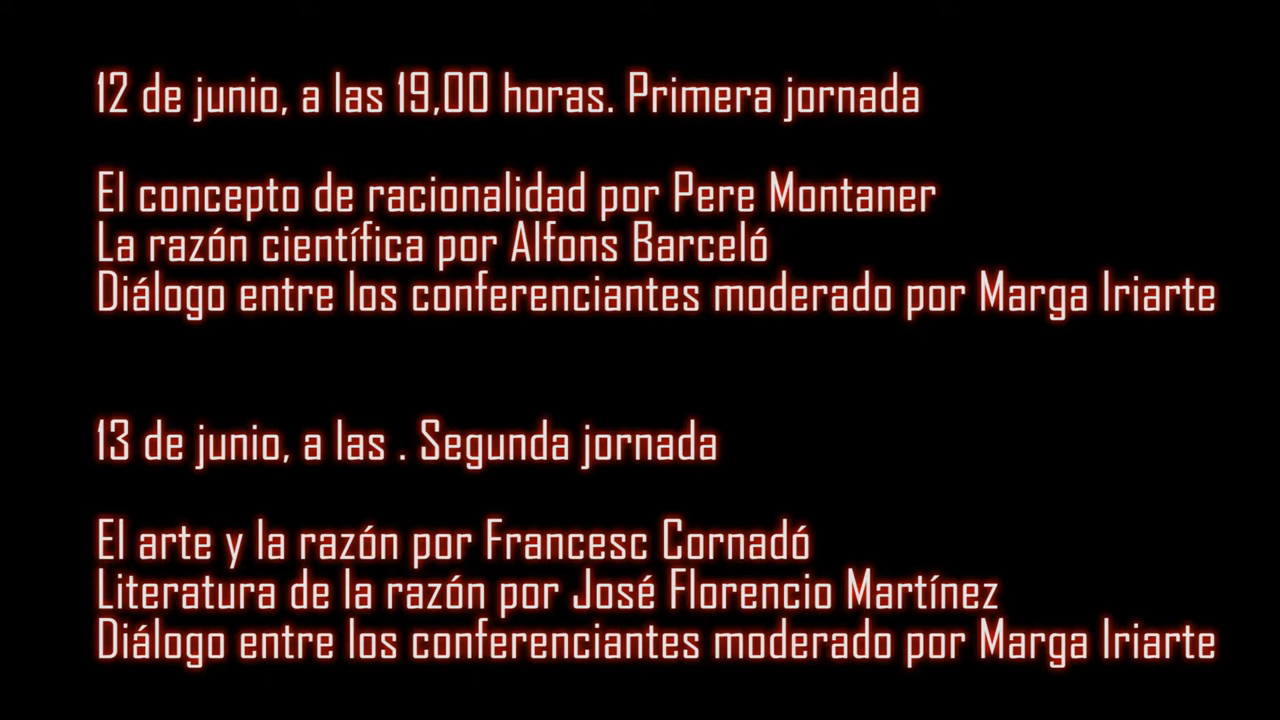 12 de junio, a las 19,00 horas. Primera jornada
El concepto de racionalidad por Pere Montaner
La razón científica por Alfons Barceló
Diálogo entre los conferenciantes moderado por Marga Iriarte
13 de junio, a las . Segunda jornada
El arte y la razón por Francesc Cornadó
Literatura de la razón por José Florencio Martínez
Diálogo entre los conferenciantes moderado por Marga Iriarte